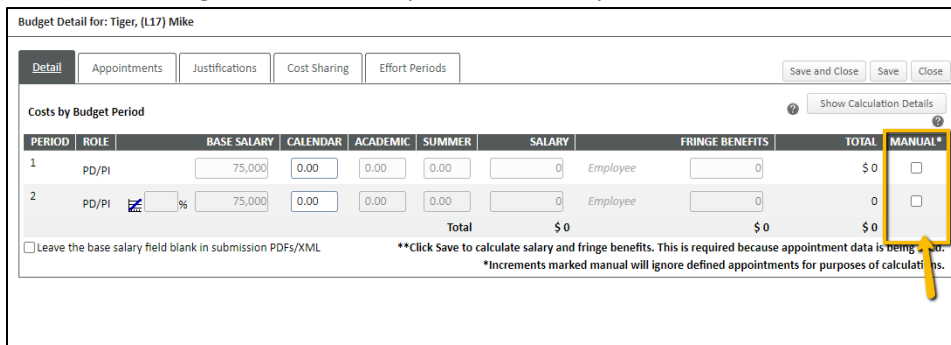 Budget Detail for: Tiger, (L17) Mike
Detail Appointments Justifications Cost Sharing Effort Periods Save and Close Save Close
Costs by Budget Period Show Calculation Details
PERIOD ROLE BASE SALARY CALENDAR ACADEMIC SUMMER SALARY FRINGE BENEFITS TOTAL MANUAL*
1 PD/PI 75,000 0.00 0.00 0.00 0 Employee 0 $ 0
2 PD/PI % 75,000 0.00 0.00 0.00 0 Employee 0 0
Total $ 0 $ 0 $ 0
Leave the base salary field blank in submission PDFs/XML **Click Save to calculate salary and fringe benefits. This is required because appointment data is being used.
*Increments marked manual will ignore defined appointments for purposes of calculations.